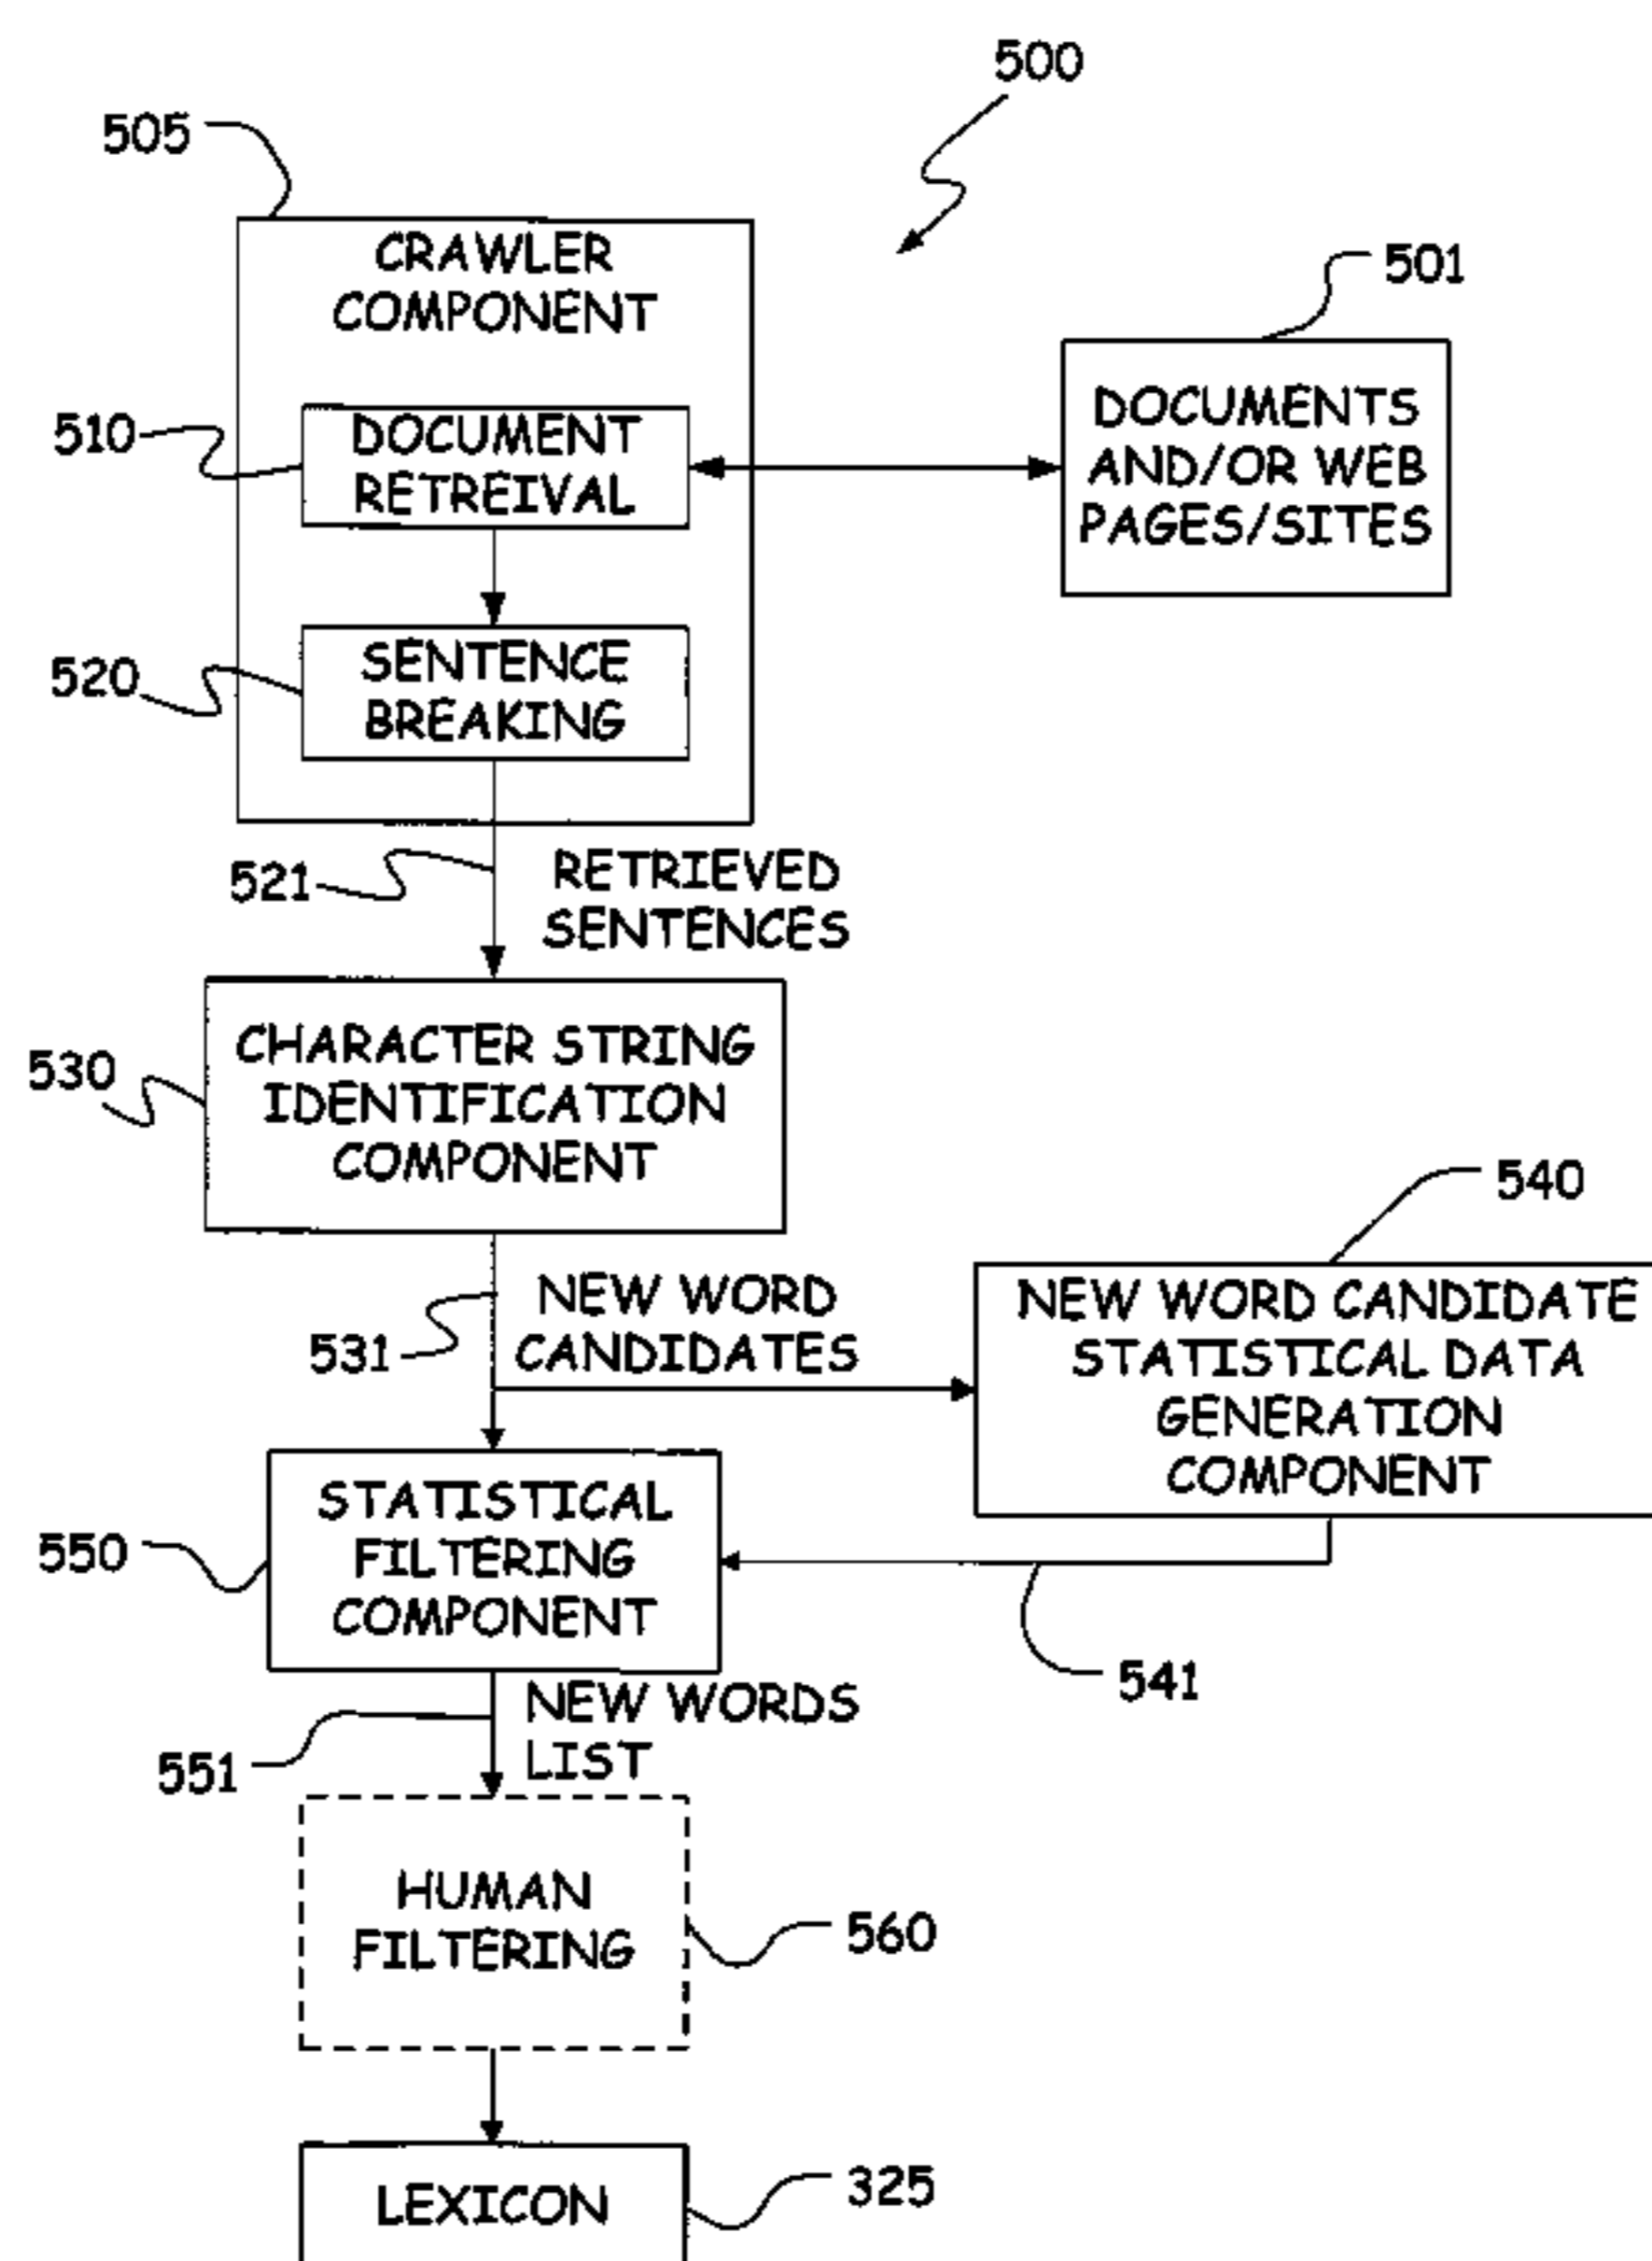 500
505
CRAWLER
COMPONENT
501
DOCUMENTS
AND/OR WEB
PAGES/SITES
510
DOCUMENT
RETREIVAL
520
SENTENCE
BREAKING
521
RETRIEVED
SENTENCES
530
CHARACTER STRING
IDENTIFICATION
COMPONENT
531
NEW WORD
CANDIDATES
540
NEW WORD CANDIDATE
STATISTICAL DATA
GENERATION
COMPONENT
550
STATISTICAL
FILTERING
COMPONENT
541
551
NEW WORDS
LIST
HUMAN
FILTERING
560
LEXICON
325